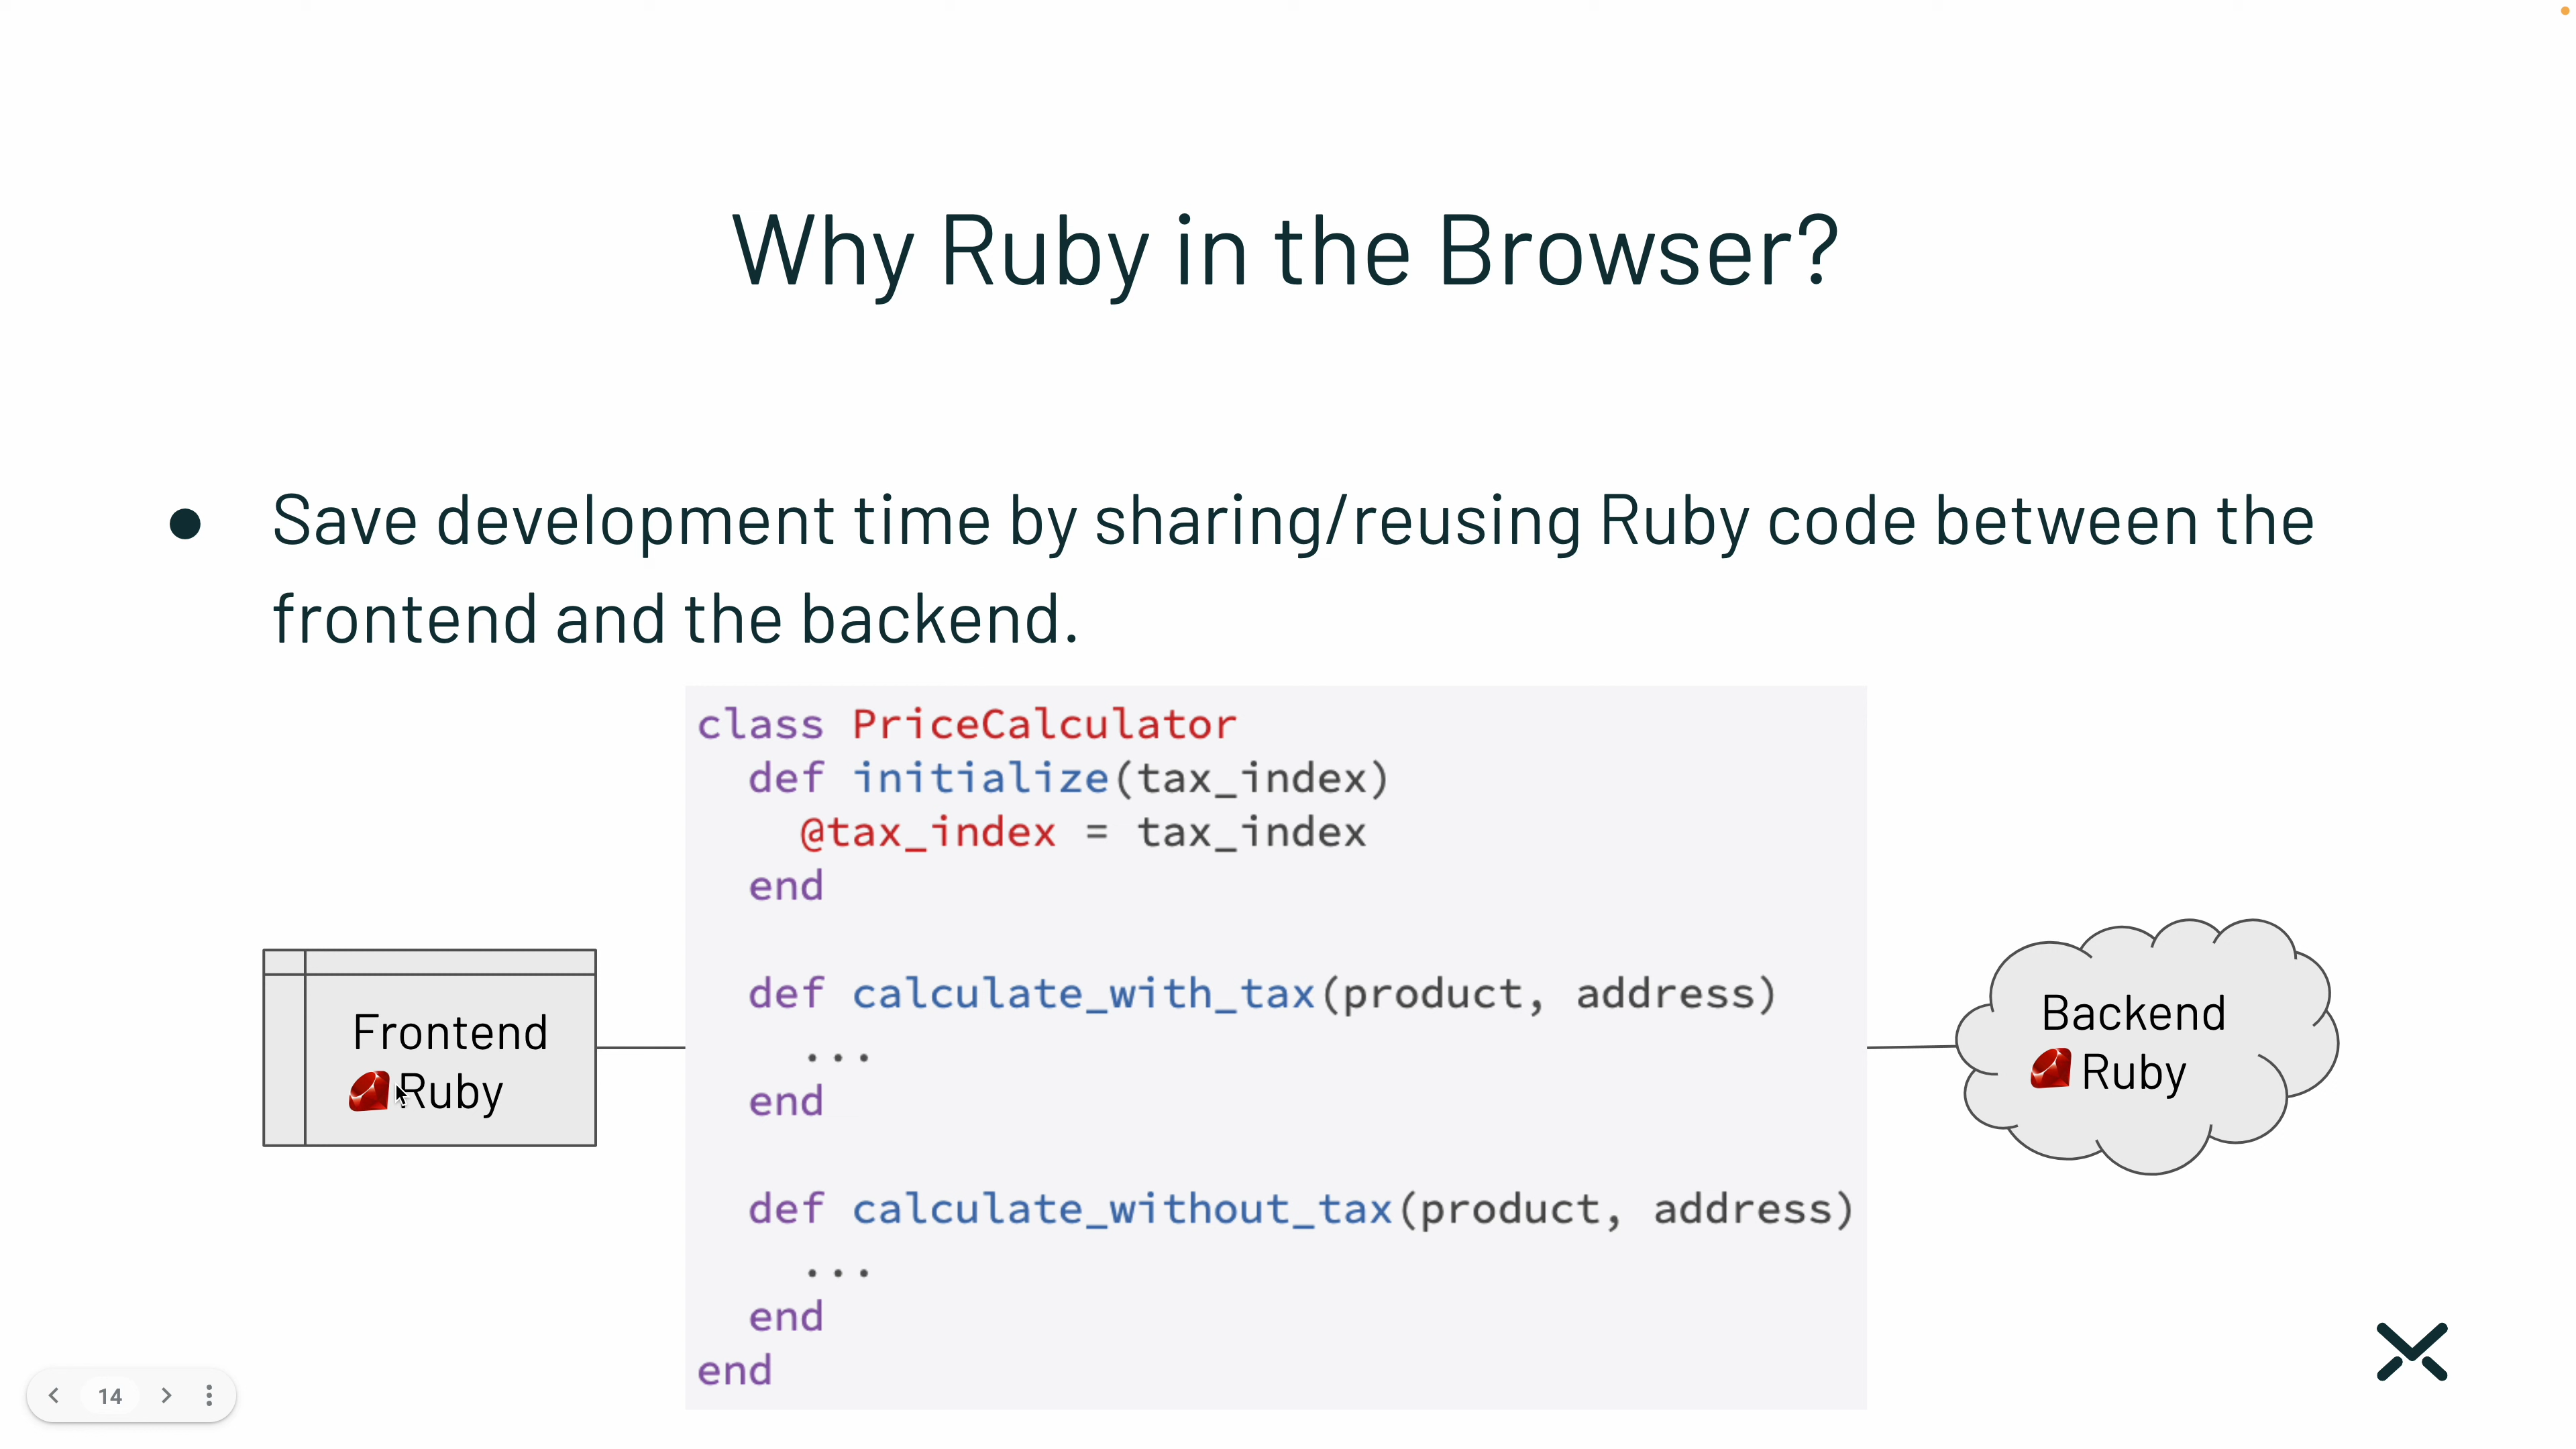 Why Ruby in the Browser?
● Save development time by sharing/reusing Ruby code between the
frontend and the backend.
class PriceCalculator
  def initialize(tax_index)
    @tax_index = tax_index
  end
  def calculate_with_tax(product, address)
    ...
  end
  def calculate_without_tax(product, address)
    ...
  end
end
Frontend
Ruby
Backend
Ruby
14